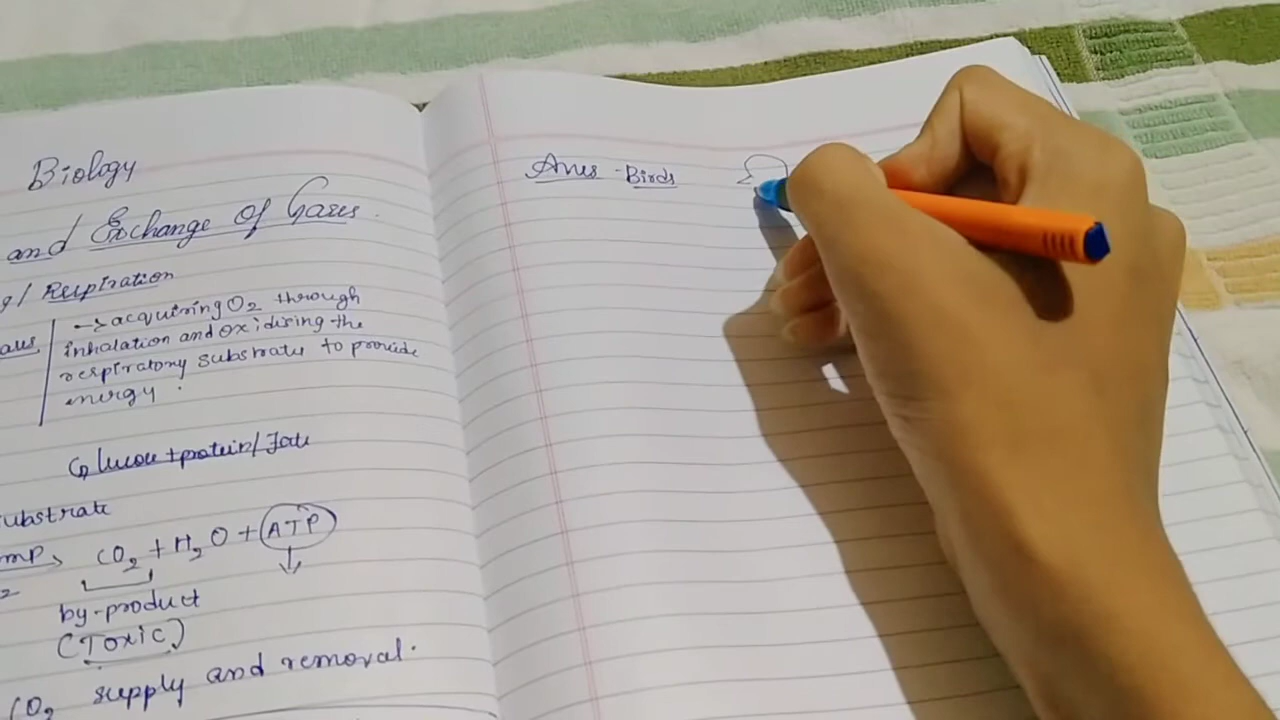 Biology
and Exchange Of Gases.
g/ Respiration
→ acquiring O2 through
inhalation and oxidising the
respiratory substrate to provide
energy.
Glucose + protein/Fats
substrate
CO2 + H2O + ATP
by-product
(Toxic)
CO2 supply and removal.
Aves - Birds